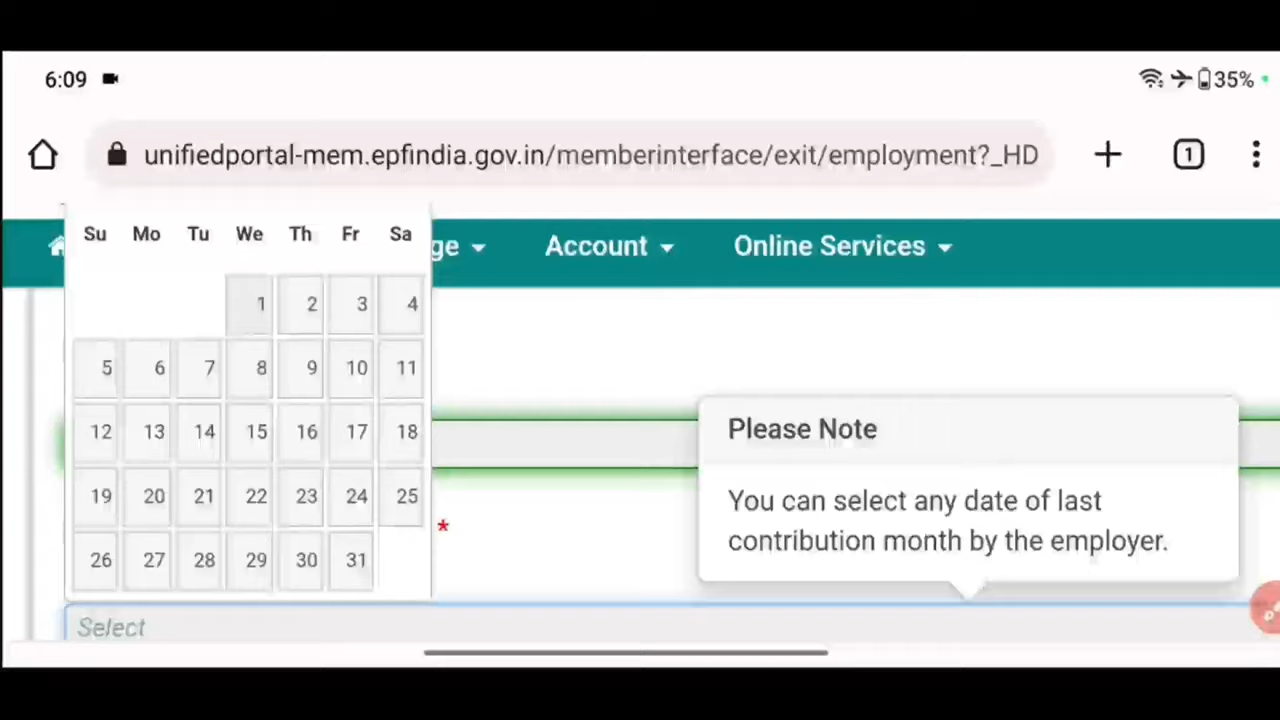 6:09
35%
unifiedportal-mem.epfindia.gov.in/memberinterface/exit/employment?_HD
1
Su Mo Tu We Th Fr Sa
ge Account Online Services
1 2 3 4
5 6 7 8 9 10 11
12 13 14 15 16 17 18
19 20 21 22 23 24 25
26 27 28 29 30 31
*
Please Note
You can select any date of last
contribution month by the employer.
Select